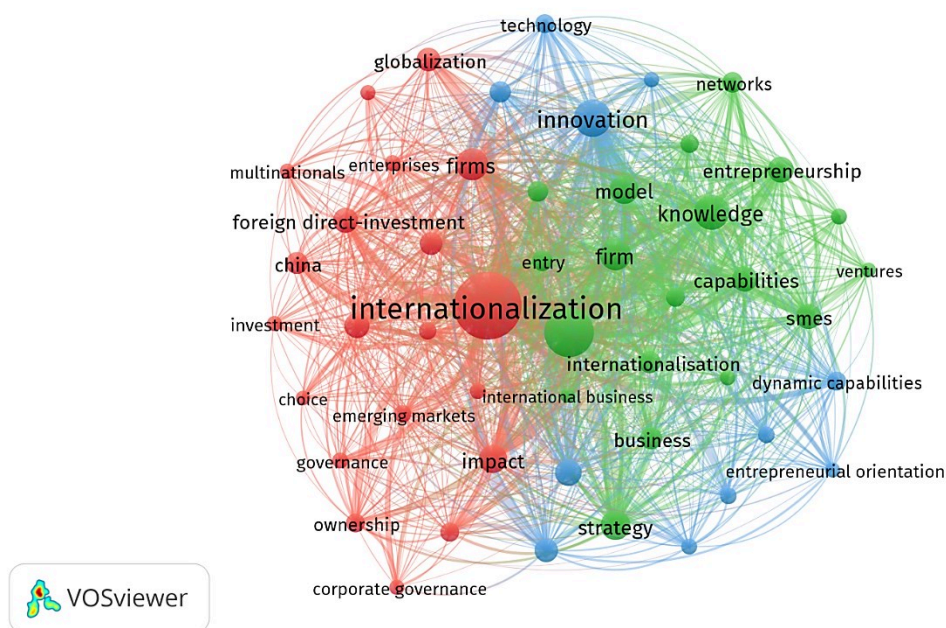 technology
globalization
networks
innovation
multinationals
enterprises
firms
entrepreneurship
model
knowledge
foreign direct-investment
china
entry
firm
capabilities
ventures
internationalization
investment
smes
internationalisation
dynamic capabilities
choice
international business
emerging markets
business
governance
impact
entrepreneurial orientation
ownership
strategy
corporate governance
VOSviewer